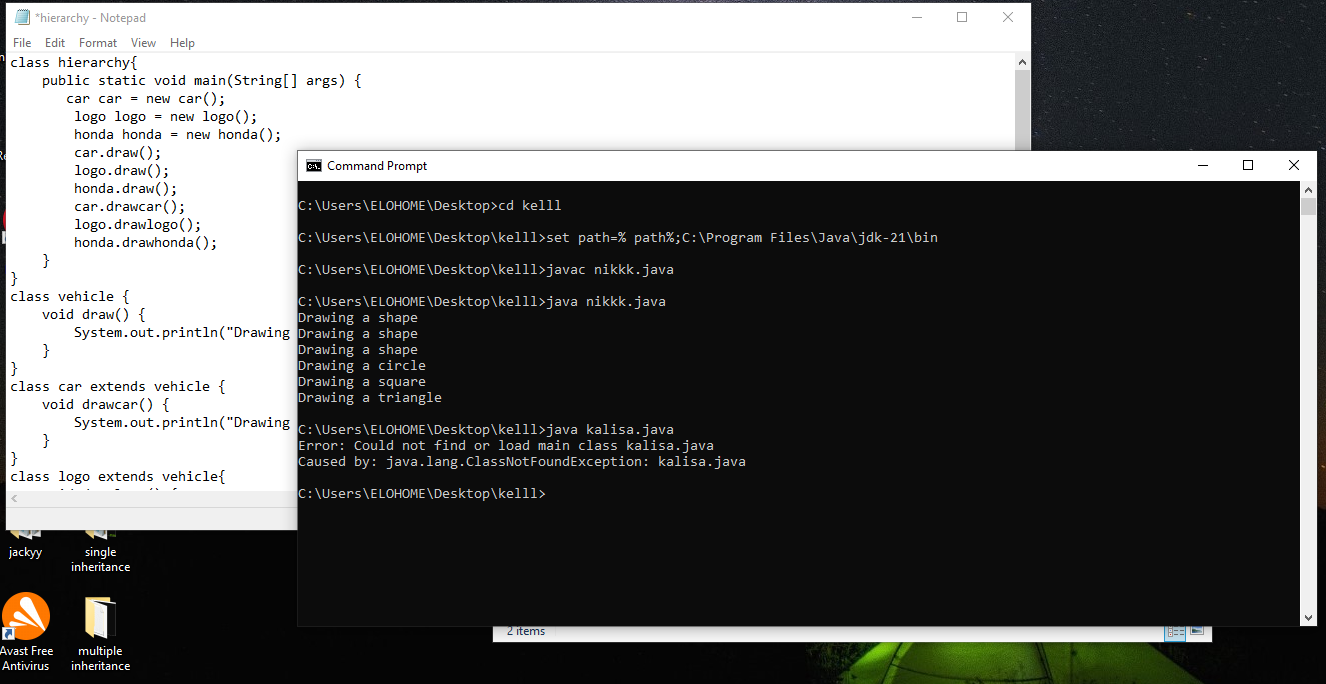 *hierarchy - Notepad
File Edit Format View Help
class hierarchy{
    public static void main(String[] args) {
       car car = new car();
        logo logo = new logo();
        honda honda = new honda();
        car.draw();
        logo.draw();
        honda.draw();
        car.drawcar();
        logo.drawlogo();
        honda.drawhonda();
    }
}
class vehicle {
    void draw() {
        System.out.println("Drawing
    }
}
class car extends vehicle {
    void drawcar() {
        System.out.println("Drawing
    }
}
class logo extends vehicle{
Command Prompt
C:\Users\ELOHOME\Desktop>cd kelll
C:\Users\ELOHOME\Desktop\kelll>set path=% path%;C:\Program Files\Java\jdk-21\bin
C:\Users\ELOHOME\Desktop\kelll>javac nikkk.java
C:\Users\ELOHOME\Desktop\kelll>java nikkk.java
Drawing a shape
Drawing a shape
Drawing a shape
Drawing a circle
Drawing a square
Drawing a triangle
C:\Users\ELOHOME\Desktop\kelll>java kalisa.java
Error: Could not find or load main class kalisa.java
Caused by: java.lang.ClassNotFoundException: kalisa.java
C:\Users\ELOHOME\Desktop\kelll>
2 items
jackyy
single
inheritance
Avast Free
Antivirus
multiple
inheritance